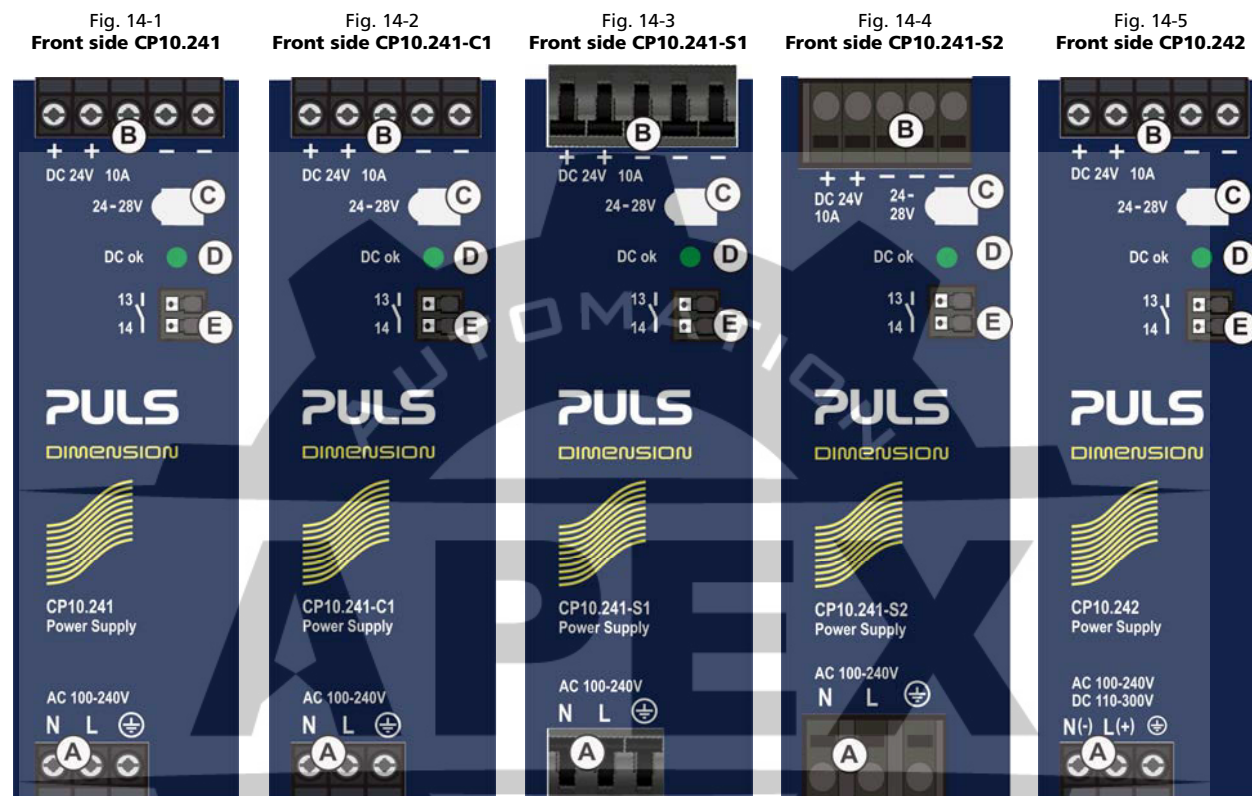 Fig. 14-1
Front side CP10.241
B
+ + − −
DC 24V 10A
C
24–28V
DC ok
D
13
14
E
PULS
DIMENSION
CP10.241
Power Supply
AC 100-240V
N L
A
Fig. 14-2
Front side CP10.241-C1
B
+ + − −
DC 24V 10A
C
24–28V
DC ok
D
13
14
E
PULS
DIMENSION
CP10.241-C1
Power Supply
AC 100-240V
N L
A
Fig. 14-3
Front side CP10.241-S1
B
+ + − − −
DC 24V 10A
C
24–28V
DC ok
D
13
14
E
PULS
DIMENSION
CP10.241-S1
Power Supply
AC 100-240V
N L
A
Fig. 14-4
Front side CP10.241-S2
B
+ + − − −
DC 24V
10A
24–
28V
C
DC ok
D
13
14
E
PULS
DIMENSION
CP10.241-S2
Power Supply
AC 100-240V
N L
A
Fig. 14-5
Front side CP10.242
B
+ + − −
DC 24V 10A
C
24–28V
DC ok
D
13
14
E
PULS
DIMENSION
CP10.242
Power Supply
AC 100-240V
DC 110-300V
N(-) L(+)
A
AUTOMATION
APEX